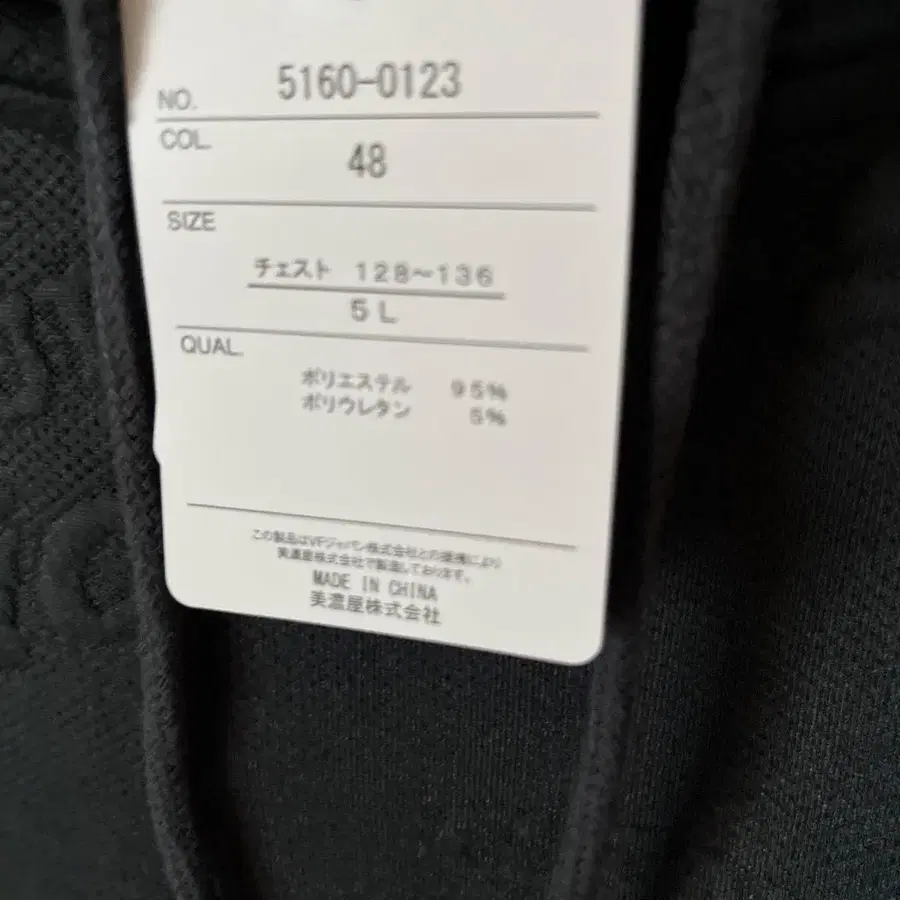 NO. 5160-0123
COL. 48
SIZE
チェスト 128~136
5L
QUAL.
ポリエステル 95%
ポリウレタン 5%
この製品はVFジャパン株式会社との提携により
美濃屋株式会社で製造しております。
MADE IN CHINA
美濃屋株式会社